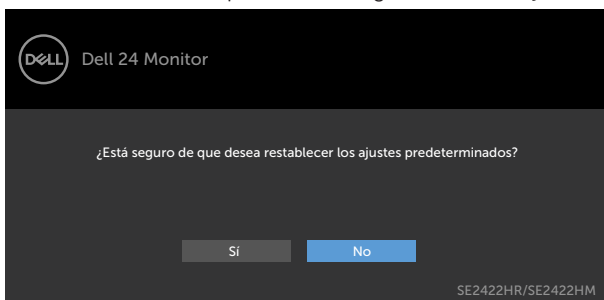 DELL
Dell 24 Monitor
¿Está seguro de que desea restablecer los ajustes predeterminados?
Sí
No
SE2422HR/SE2422HM